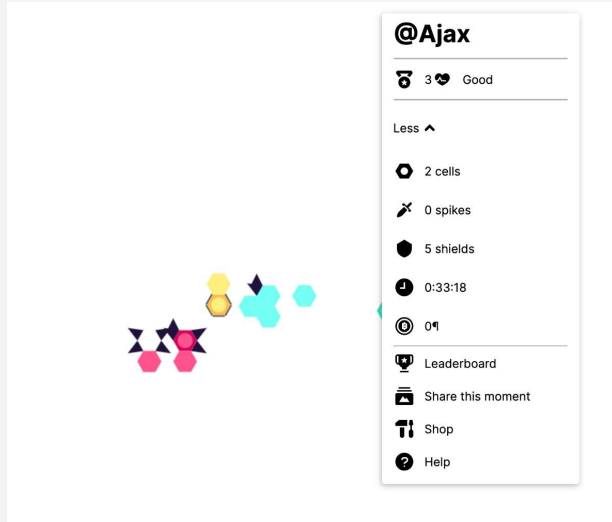 @Ajax
3 Good
Less
2 cells
0 spikes
5 shields
0:33:18
0¶
Leaderboard
Share this moment
Shop
Help